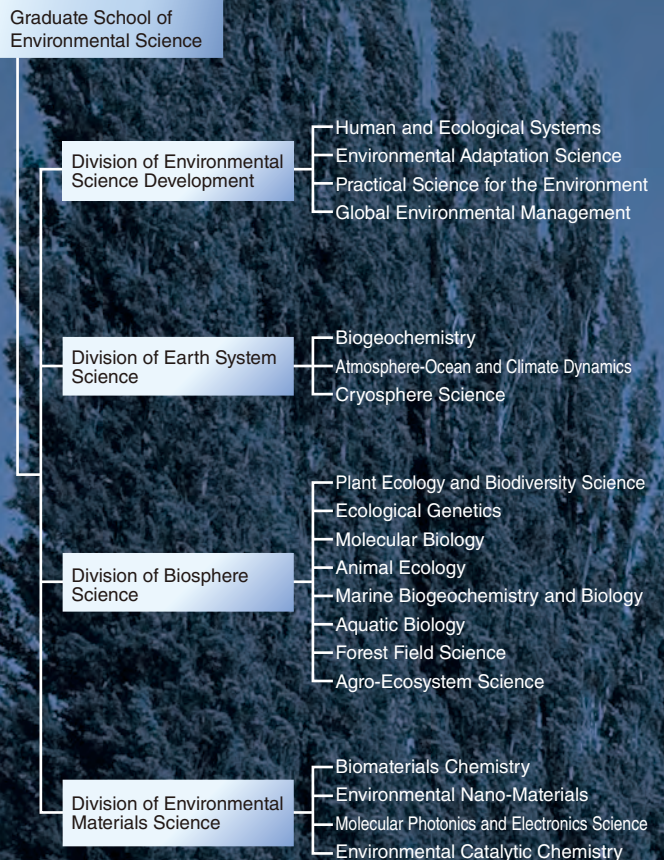 Graduate School of
Environmental Science
Division of Environmental
Science Development
Human and Ecological Systems
Environmental Adaptation Science
Practical Science for the Environment
Global Environmental Management
Division of Earth System
Science
Biogeochemistry
Atmosphere-Ocean and Climate Dynamics
Cryosphere Science
Division of Biosphere
Science
Plant Ecology and Biodiversity Science
Ecological Genetics
Molecular Biology
Animal Ecology
Marine Biogeochemistry and Biology
Aquatic Biology
Forest Field Science
Agro-Ecosystem Science
Division of Environmental
Materials Science
Biomaterials Chemistry
Environmental Nano-Materials
Molecular Photonics and Electronics Science
Environmental Catalytic Chemistry